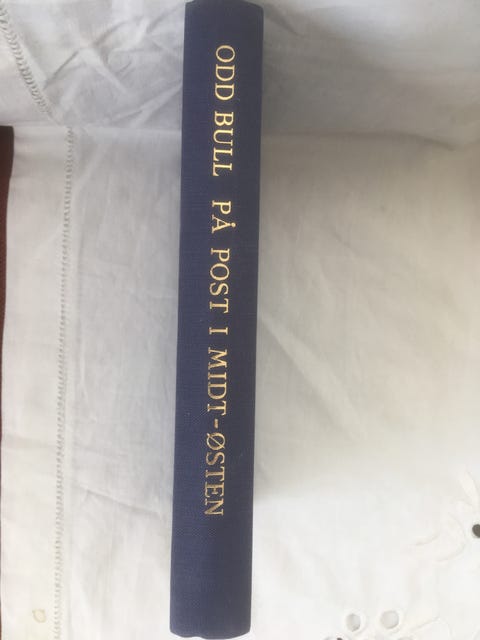 ODD BULL PÅ POST I MIDT-ØSTEN